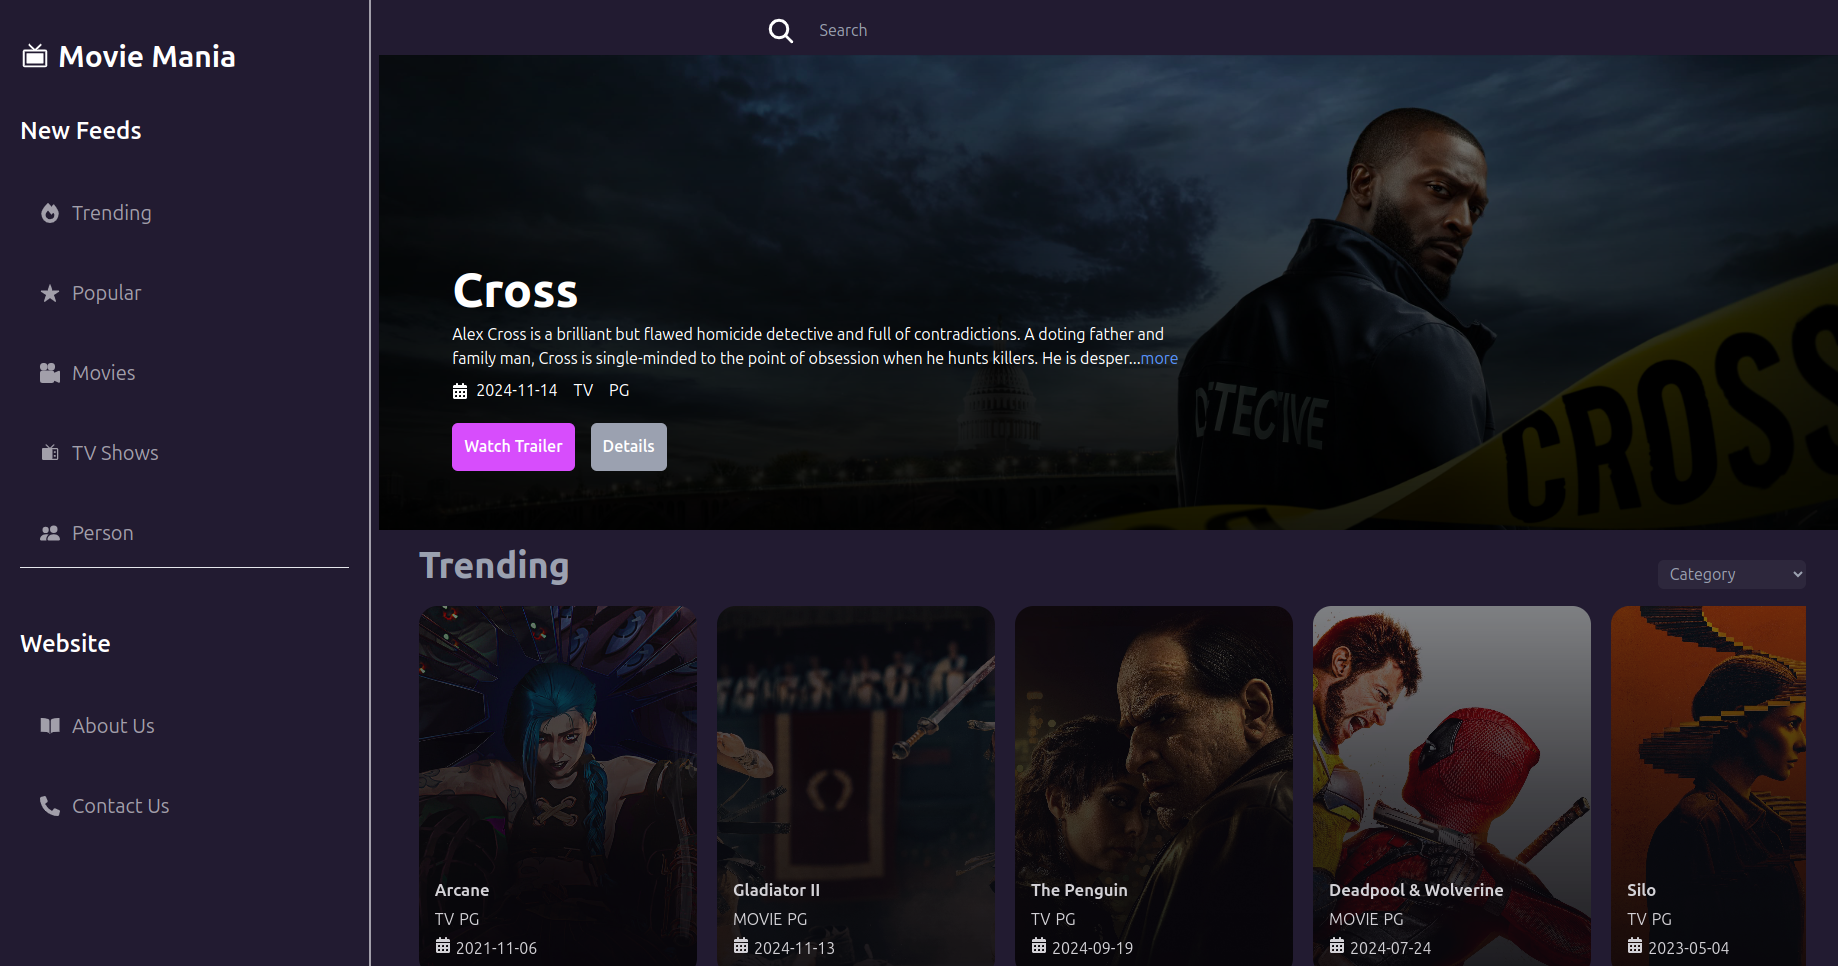 Movie Mania
New Feeds
Trending
Popular
Movies
TV Shows
Person
Website
About Us
Contact Us
Search
Cross
Alex Cross is a brilliant but flawed homicide detective and full of contradictions. A doting father and
family man, Cross is single-minded to the point of obsession when he hunts killers. He is desper...more
2024-11-14 TV PG
Watch Trailer Details
DETECTIVE
CROSS
Trending
Category
Arcane
TV PG
2021-11-06
Gladiator II
MOVIE PG
2024-11-13
The Penguin
TV PG
2024-09-19
Deadpool & Wolverine
MOVIE PG
2024-07-24
Silo
TV PG
2023-05-04